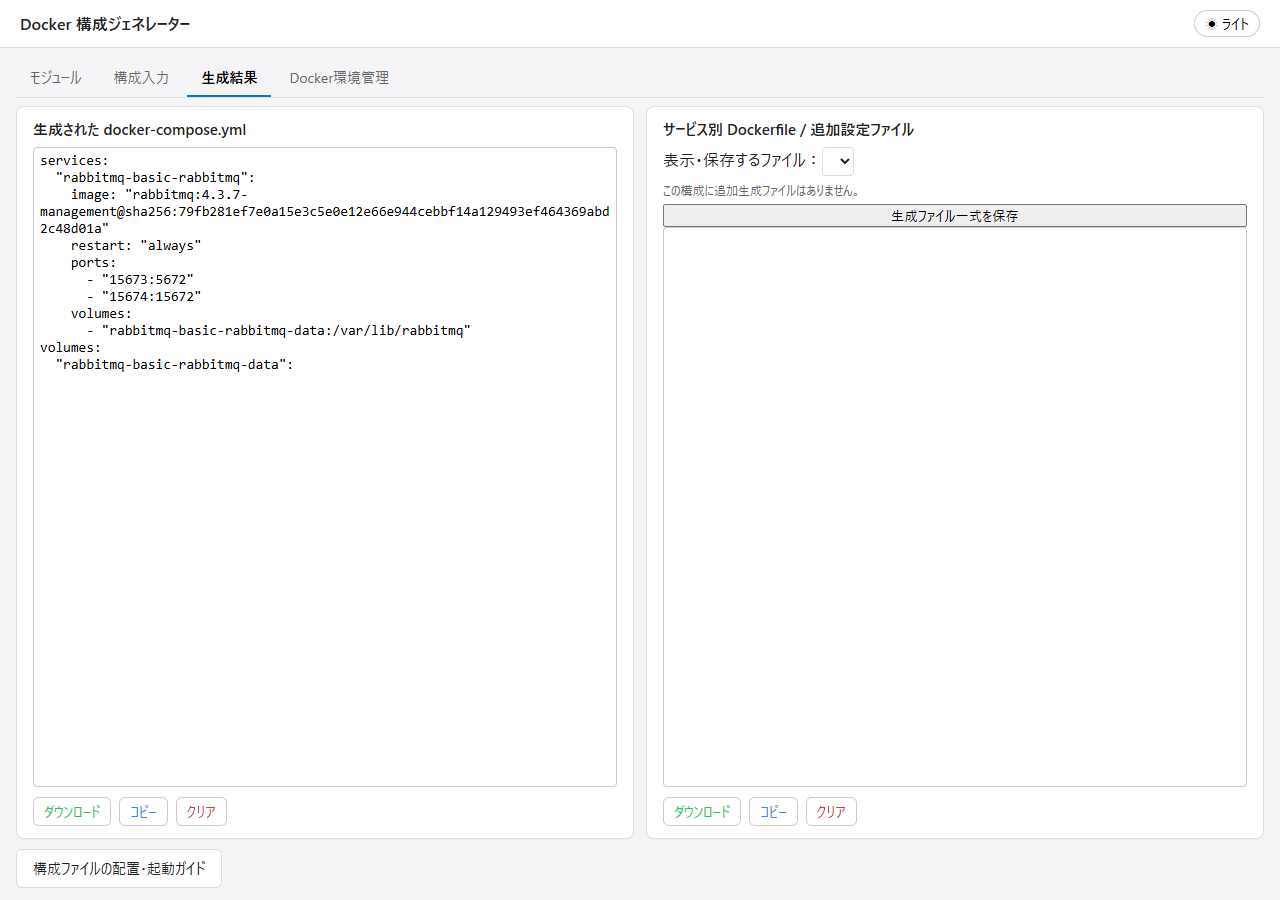 Docker 構成ジェネレーター
ライト
モジュール 構成入力 生成結果 Docker環境管理
生成された docker-compose.yml
services:
  "rabbitmq-basic-rabbitmq":
    image: "rabbitmq:4.3.7-
management@sha256:79fb281ef7e0a15e3c5e0e12e66e944cebbf14a129493ef464369abd
2c48d01a"
    restart: "always"
    ports:
      - "15673:5672"
      - "15674:15672"
    volumes:
      - "rabbitmq-basic-rabbitmq-data:/var/lib/rabbitmq"
volumes:
  "rabbitmq-basic-rabbitmq-data":
ダウンロード コピー クリア
サービス別 Dockerfile / 追加設定ファイル
表示・保存するファイル：
この構成に追加生成ファイルはありません。
生成ファイル一式を保存
ダウンロード コピー クリア
構成ファイルの配置・起動ガイド